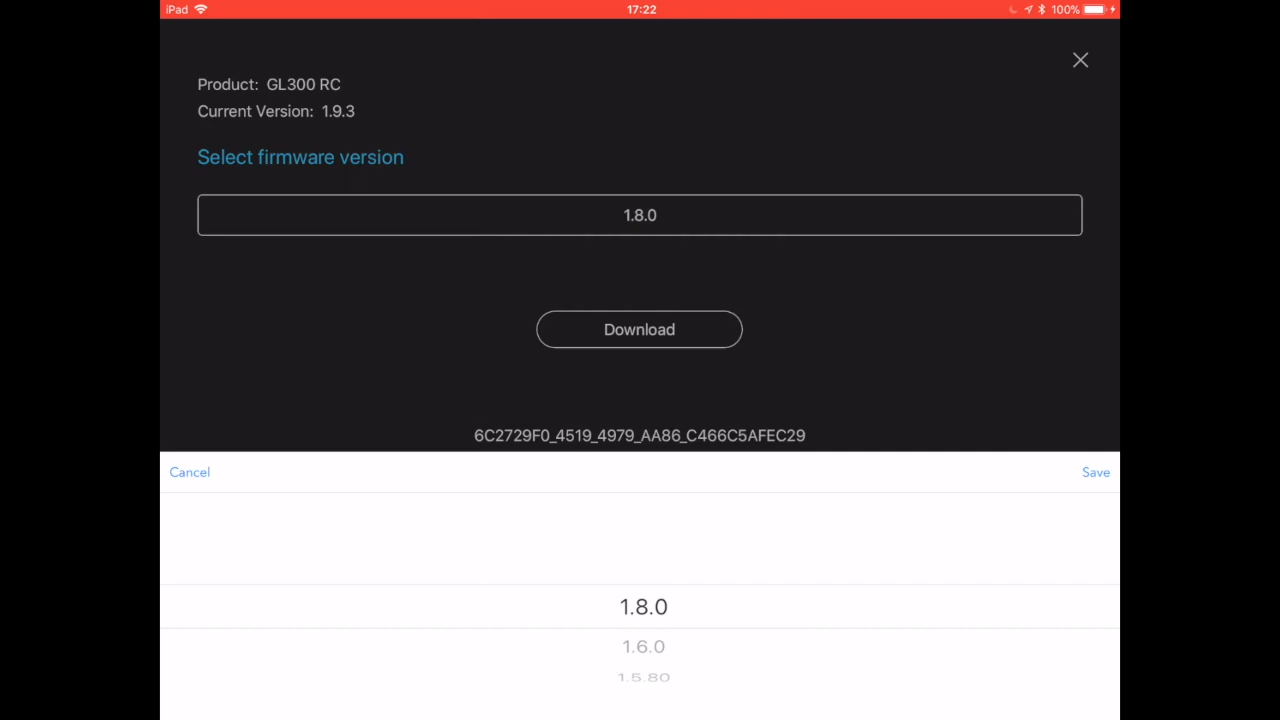 iPad 17:22 100%
Product: GL300 RC
Current Version: 1.9.3
Select firmware version
1.8.0
Download
6C2729F0_4519_4979_AA86_C466C5AFEC29
Cancel Save
1.8.0
1.6.0
1.5.80